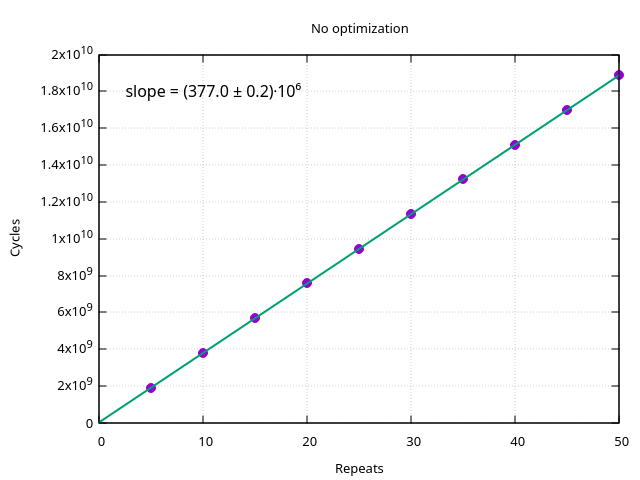 No optimization
2x10¹⁰
1.8x10¹⁰
1.6x10¹⁰
1.4x10¹⁰
1.2x10¹⁰
1x10¹⁰
8x10⁹
6x10⁹
4x10⁹
2x10⁹
0
slope = (377.0 ± 0.2)·10⁶
Cycles
0 10 20 30 40 50
Repeats